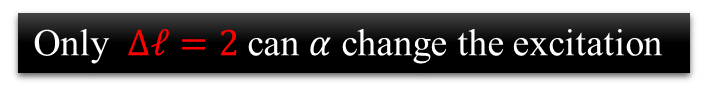 Only Δℓ = 2 can α change the excitation